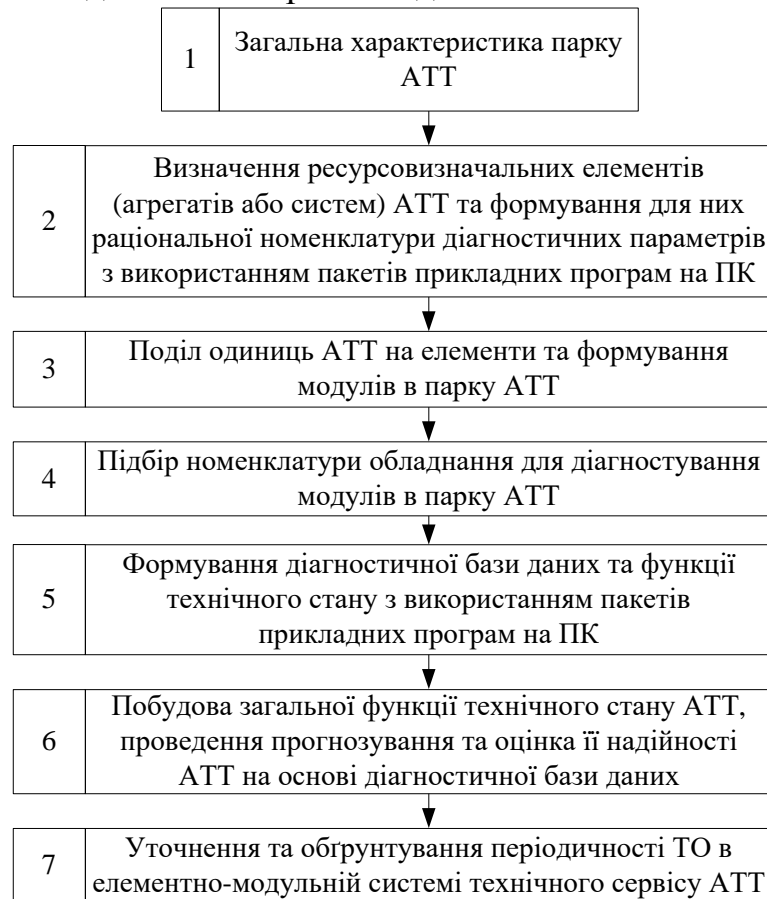 1
Загальна характеристика парку
АТТ
2
Визначення ресурсовизначальних елементів
(агрегатів або систем) АТТ та формування для них
раціональної номенклатури діагностичних параметрів
з використанням пакетів прикладних програм на ПК
3
Поділ одиниць АТТ на елементи та формування
модулів в парку АТТ
4
Підбір номенклатури обладнання для діагностування
модулів в парку АТТ
5
Формування діагностичної бази даних та функції
технічного стану з використанням пакетів
прикладних програм на ПК
6
Побудова загальної функції технічного стану АТТ,
проведення прогнозування та оцінка її надійності
АТТ на основі діагностичної бази даних
7
Уточнення та обґрунтування періодичності ТО в
елементно-модульній системі технічного сервісу АТТ